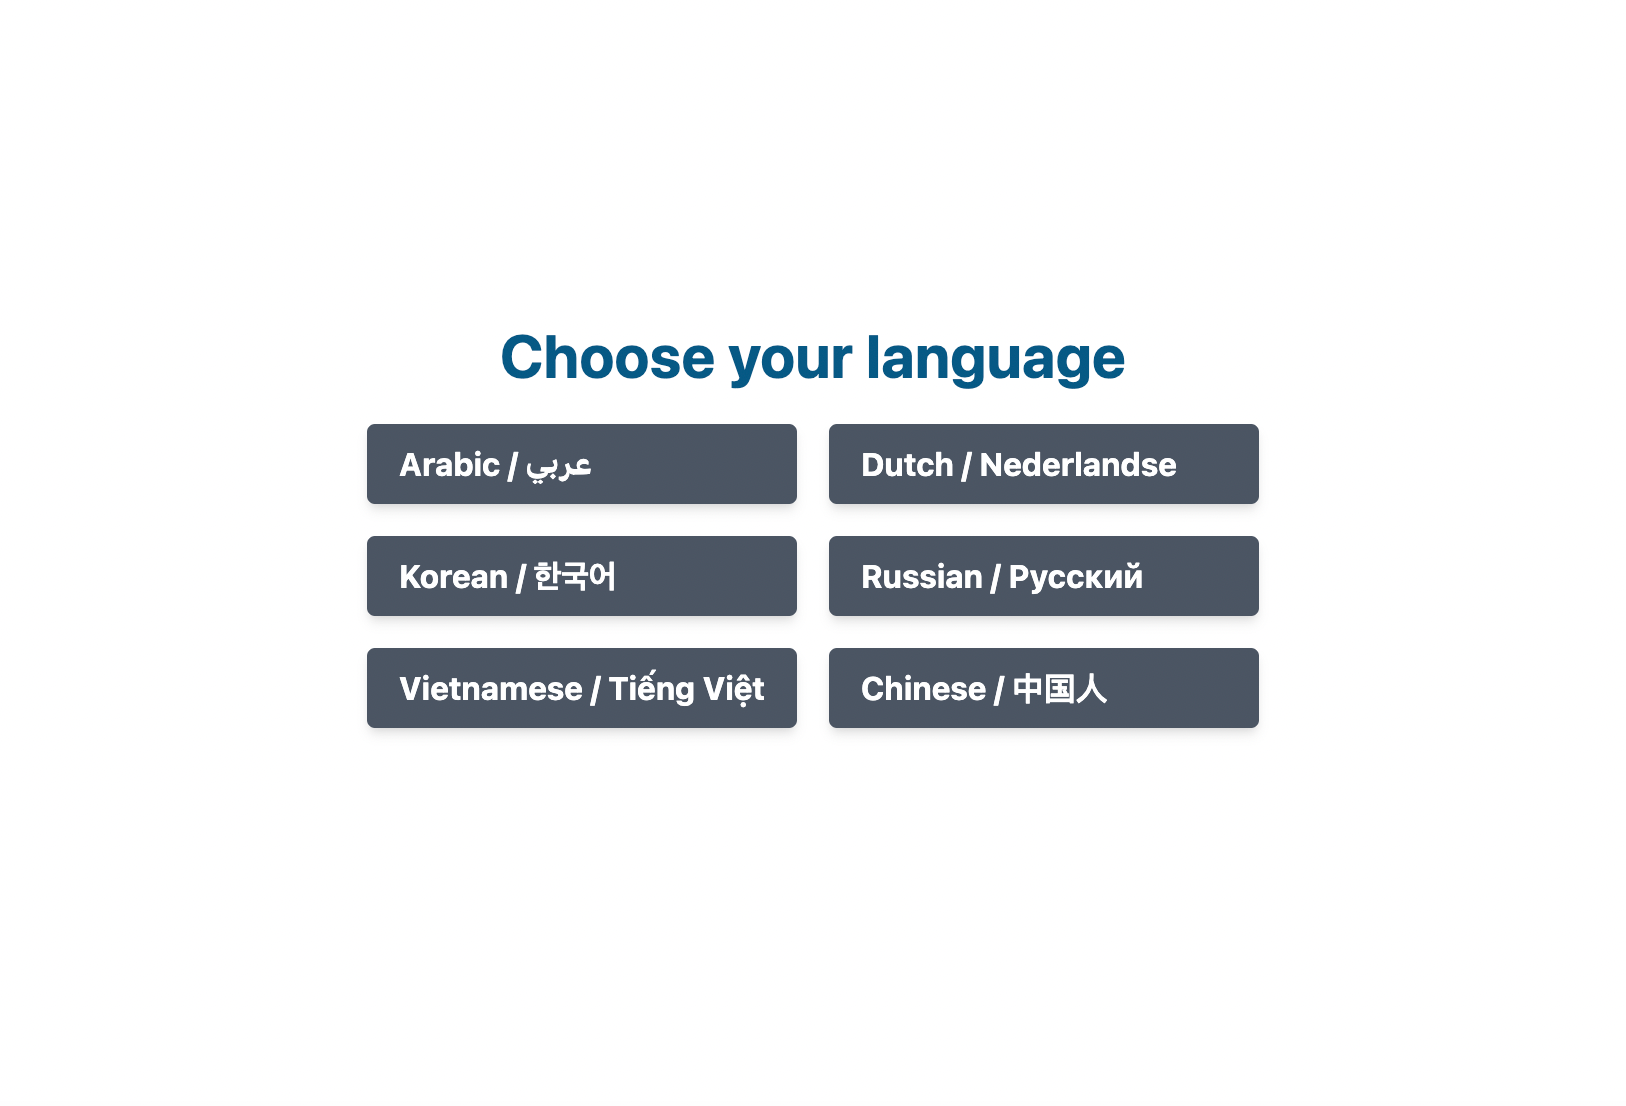 Choose your language
Arabic / عربي
Dutch / Nederlandse
Korean / 한국어
Russian / Русский
Vietnamese / Tiếng Việt
Chinese / 中国人